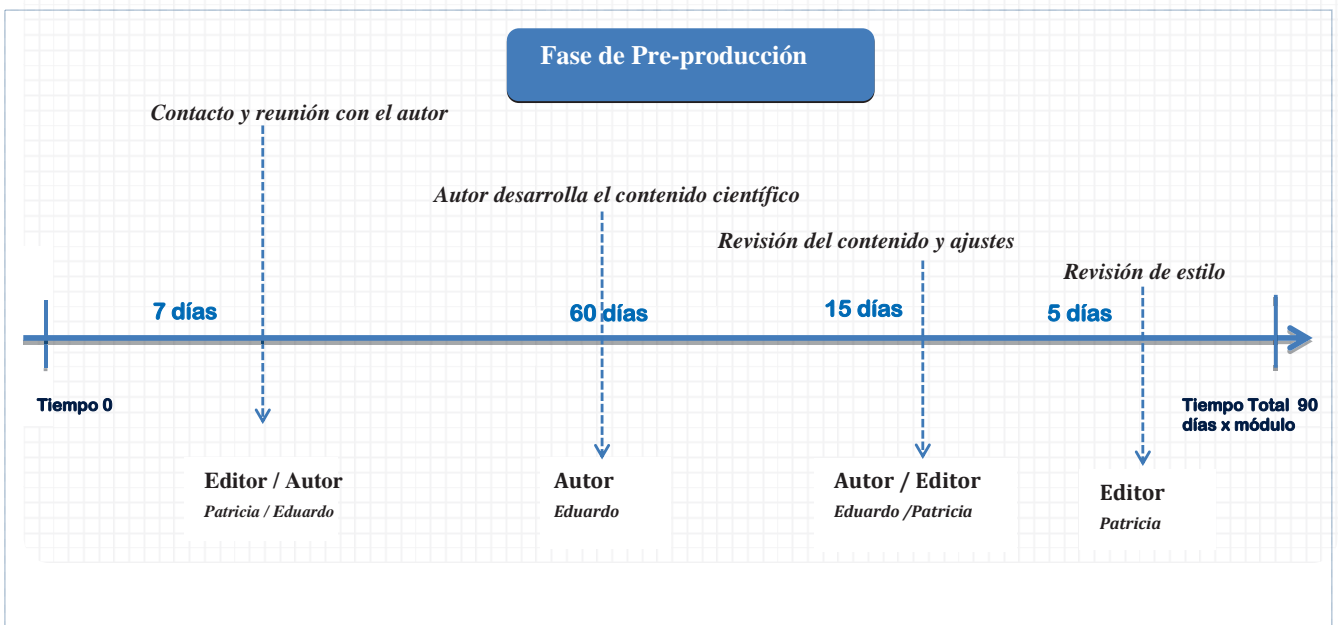 Fase de Pre-producción
Contacto y reunión con el autor
Autor desarrolla el contenido científico
Revisión del contenido y ajustes
Revisión de estilo
7 días
60 días
15 días
5 días
Tiempo 0
Tiempo Total 90
días x módulo
Editor / Autor
Patricia / Eduardo
Autor
Eduardo
Autor / Editor
Eduardo /Patricia
Editor
Patricia